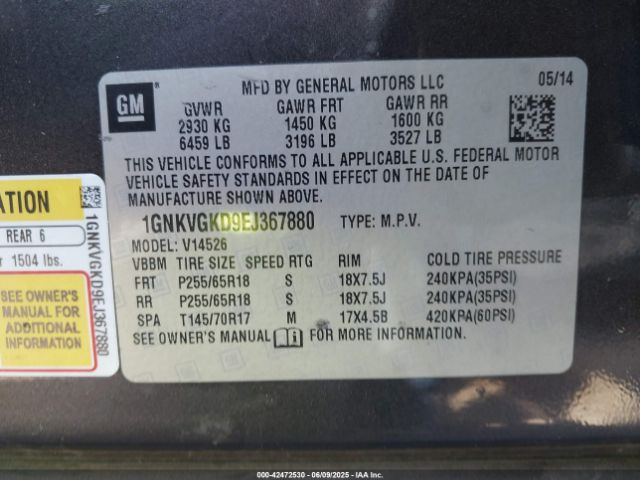 MFD BY GENERAL MOTORS LLC 05/14
GM
GVWR GAWR FRT GAWR RR
2930 KG 1450 KG 1600 KG
6459 LB 3196 LB 3527 LB
THIS VEHICLE CONFORMS TO ALL APPLICABLE U.S. FEDERAL MOTOR
VEHICLE SAFETY STANDARDS IN EFFECT ON THE DATE OF
MANUFACTURE SHOWN ABOVE.
1GNKVGKD9EJ367880 TYPE: M.P.V.
MODEL: V14526
VBBM TIRE SIZE SPEED RTG RIM COLD TIRE PRESSURE
FRT P255/65R18 S 18X7.5J 240KPA(35PSI)
RR P255/65R18 S 18X7.5J 240KPA(35PSI)
SPA T145/70R17 M 17X4.5B 420KPA(60PSI)
SEE OWNER'S MANUAL FOR MORE INFORMATION.
REAR 6
1504 lbs.
SEE OWNER'S
MANUAL FOR
ADDITIONAL
INFORMATION
1GNKVGKD9EJ367880
000-42472530 - 06/09/2025 - IAAI.COM